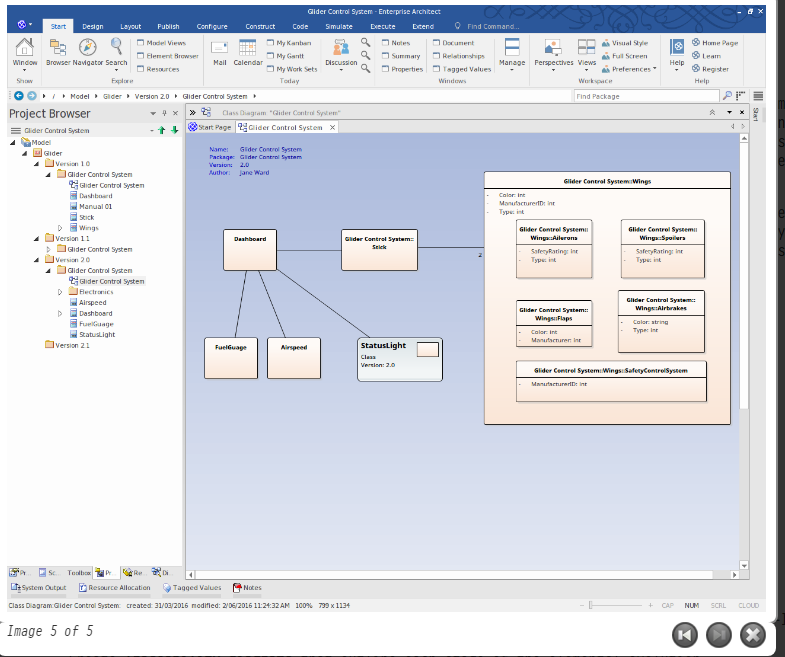 Glider Control System - Enterprise Architect
Start Design Layout Publish Configure Construct Code Simulate Execute Extend Find Command...
Window
Show
Browser Navigator Search
Model Views
Element Browser
Resources
Explore
Mail Calendar
My Kanban
My Gantt
My Work Sets
Today
Discussion
Notes
Summary
Properties
Document
Relationships
Tagged Values
Windows
Manage
Perspectives Views
Visual Style
Full Screen
Preferences
Workspace
Help
Home Page
Learn
Register
Help
/ Model Glider Version 2.0 Glider Control System
Find Package
Project Browser
Glider Control System
Model
Glider
Version 1.0
Glider Control System
Glider Control System
Dashboard
Manual 01
Stick
Wings
Version 1.1
Glider Control System
Version 2.0
Glider Control System
Glider Control System
Electronics
Airspeed
Dashboard
FuelGuage
StatusLight
Version 2.1
Pr... Sc... Toolbox Pr... Re... Di...
Class Diagram: "Glider Control System"
Start Page Glider Control System
Start
Name: Glider Control System
Package: Glider Control System
Version: 2.0
Author: Jane Ward
Dashboard
Glider Control System::
Stick
2
FuelGuage
Airspeed
StatusLight
Class
Version: 2.0
Glider Control System::Wings
- Color: int
- ManufacturerID: int
- Type: int
Glider Control System::
Wings::Ailerons
- SafetyRating: int
- Type: int
Glider Control System::
Wings::Spoilers
- SafetyRating: int
- Type: int
Glider Control System::
Wings::Flaps
- Color: int
- Manufacturer: int
Glider Control System::
Wings::Airbrakes
- Color: string
- Type: int
Glider Control System::Wings::SafetyControlSystem
- ManufacturerID: int
System Output Resource Allocation Tagged Values Notes
Class Diagram:Glider Control System: created: 31/03/2016 modified: 2/06/2016 11:24:32 AM 100% 799 x 1134
CAP NUM SCRL CLOUD
Image 5 of 5